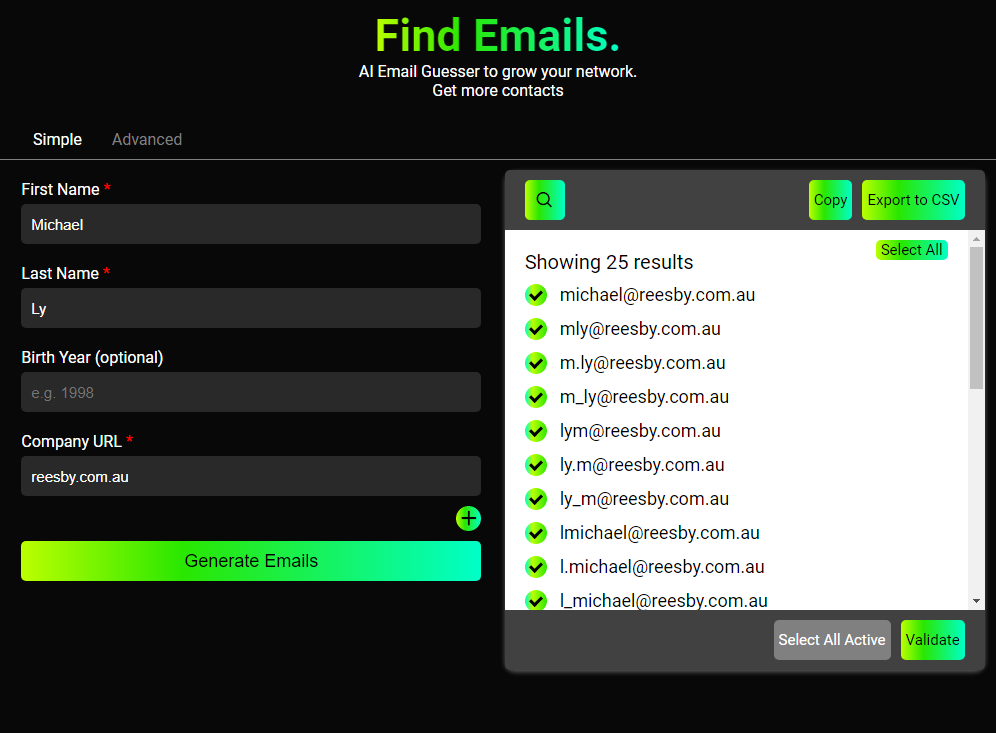 Find Emails.
AI Email Guesser to grow your network.
Get more contacts
Simple
Advanced
First Name *
Michael
Last Name *
Ly
Birth Year (optional)
e.g. 1998
Company URL *
reesby.com.au
Generate Emails
Copy
Export to CSV
Select All
Showing 25 results
michael@reesby.com.au
mly@reesby.com.au
m.ly@reesby.com.au
m_ly@reesby.com.au
lym@reesby.com.au
ly.m@reesby.com.au
ly_m@reesby.com.au
lmichael@reesby.com.au
l.michael@reesby.com.au
l_michael@reesby.com.au
Select All Active
Validate